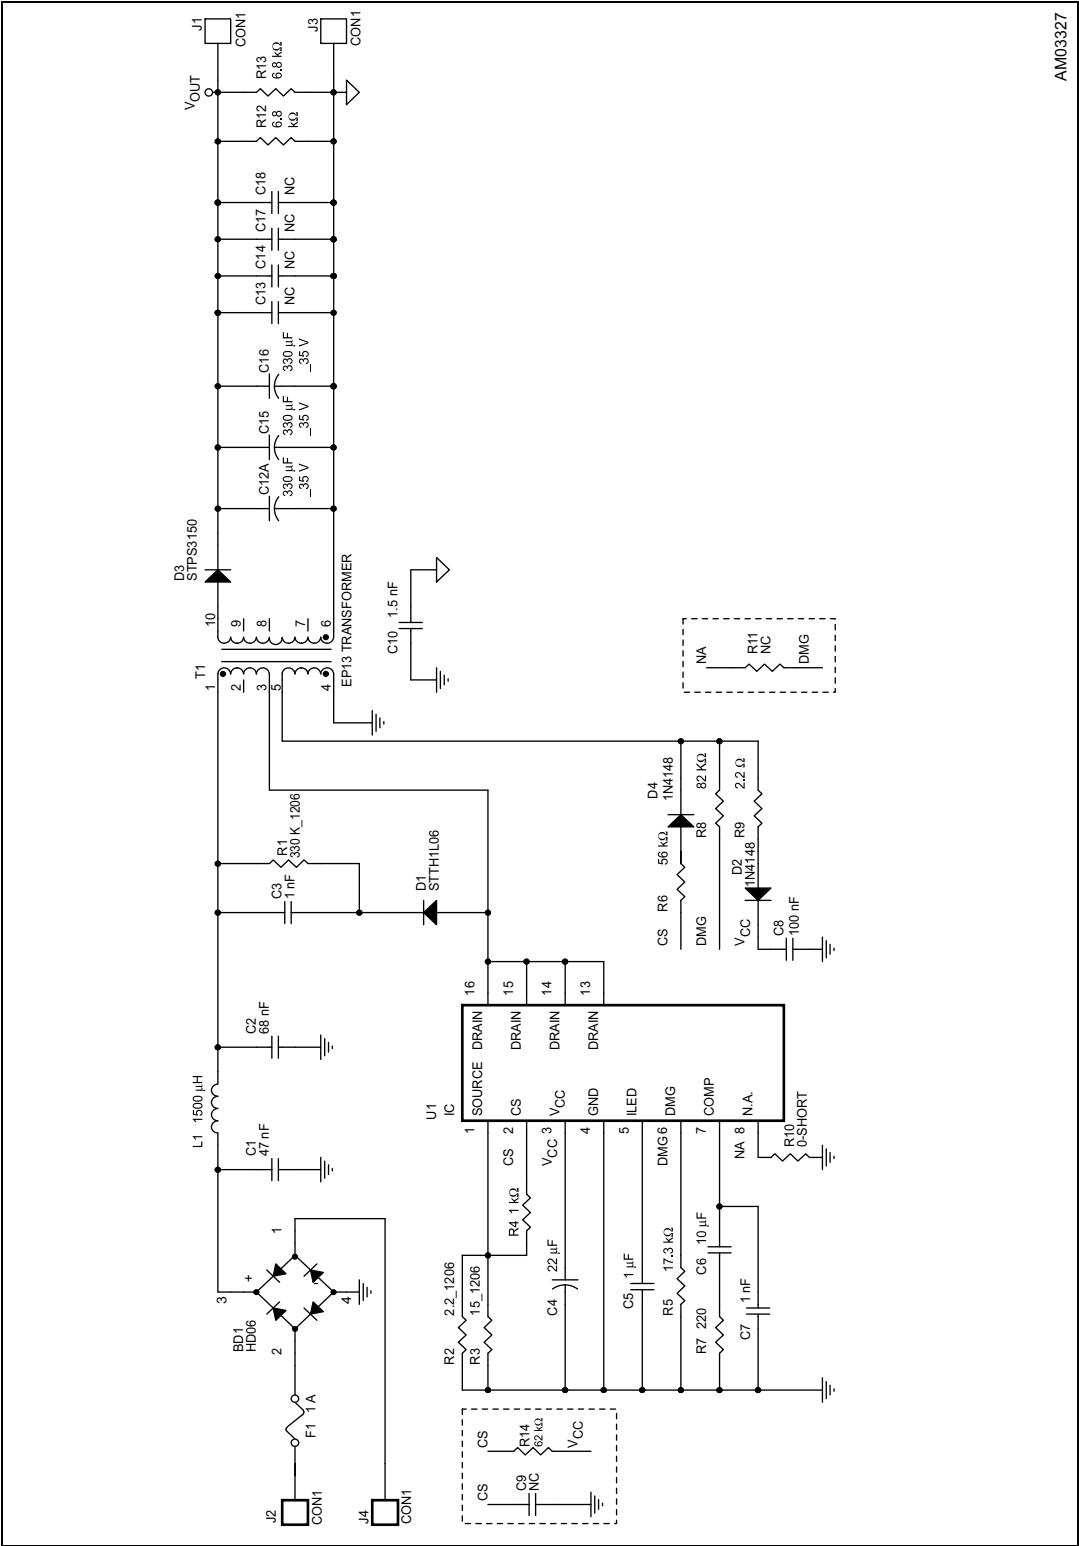 AM03327
J1
CON1
J3
CON1
VOUT
R13
6.8 kΩ
R12
6.8
kΩ
C18
NC
C17
NC
C14
NC
C13
NC
C16
330 µF
_35 V
C15
330 µF
_35 V
C12A
330 µF
_35 V
D3
STPS3150
T1
1
2
3
5
4
10
9
8
7
6
EP13 TRANSFORMER
C10 1.5 nF
R1
330 K_1206
C3
1 nF
D1
STTH1L06
NA
R11
NC
DMG
D4
1N4148
82 KΩ
R8
2.2 Ω
R9
56 kΩ
R6
CS
DMG
D2
1N4148
VCC
C8
100 nF
C2
68 nF
L1 1500 µH
C1
47 nF
BD1
HD06
3
+
1
2
-
4
F1 1 A
J2
CON1
J4
CON1
U1
IC
1
SOURCE
DRAIN
16
CS
2
CS
DRAIN
15
VCC
3
VCC
DRAIN
14
4
GND
DRAIN
13
5
ILED
DMG
6
DMG
7
COMP
NA
8
N.A.
R10
0-SHORT
R4 1 kΩ
R2
2.2_1206
R3
15_1206
C4
22 µF
C5 1 µF
R5
17.3 kΩ
R7 220
C6 10 µF
C7
1 nF
CS
C9
NC
CS
R14
62 kΩ
VCC